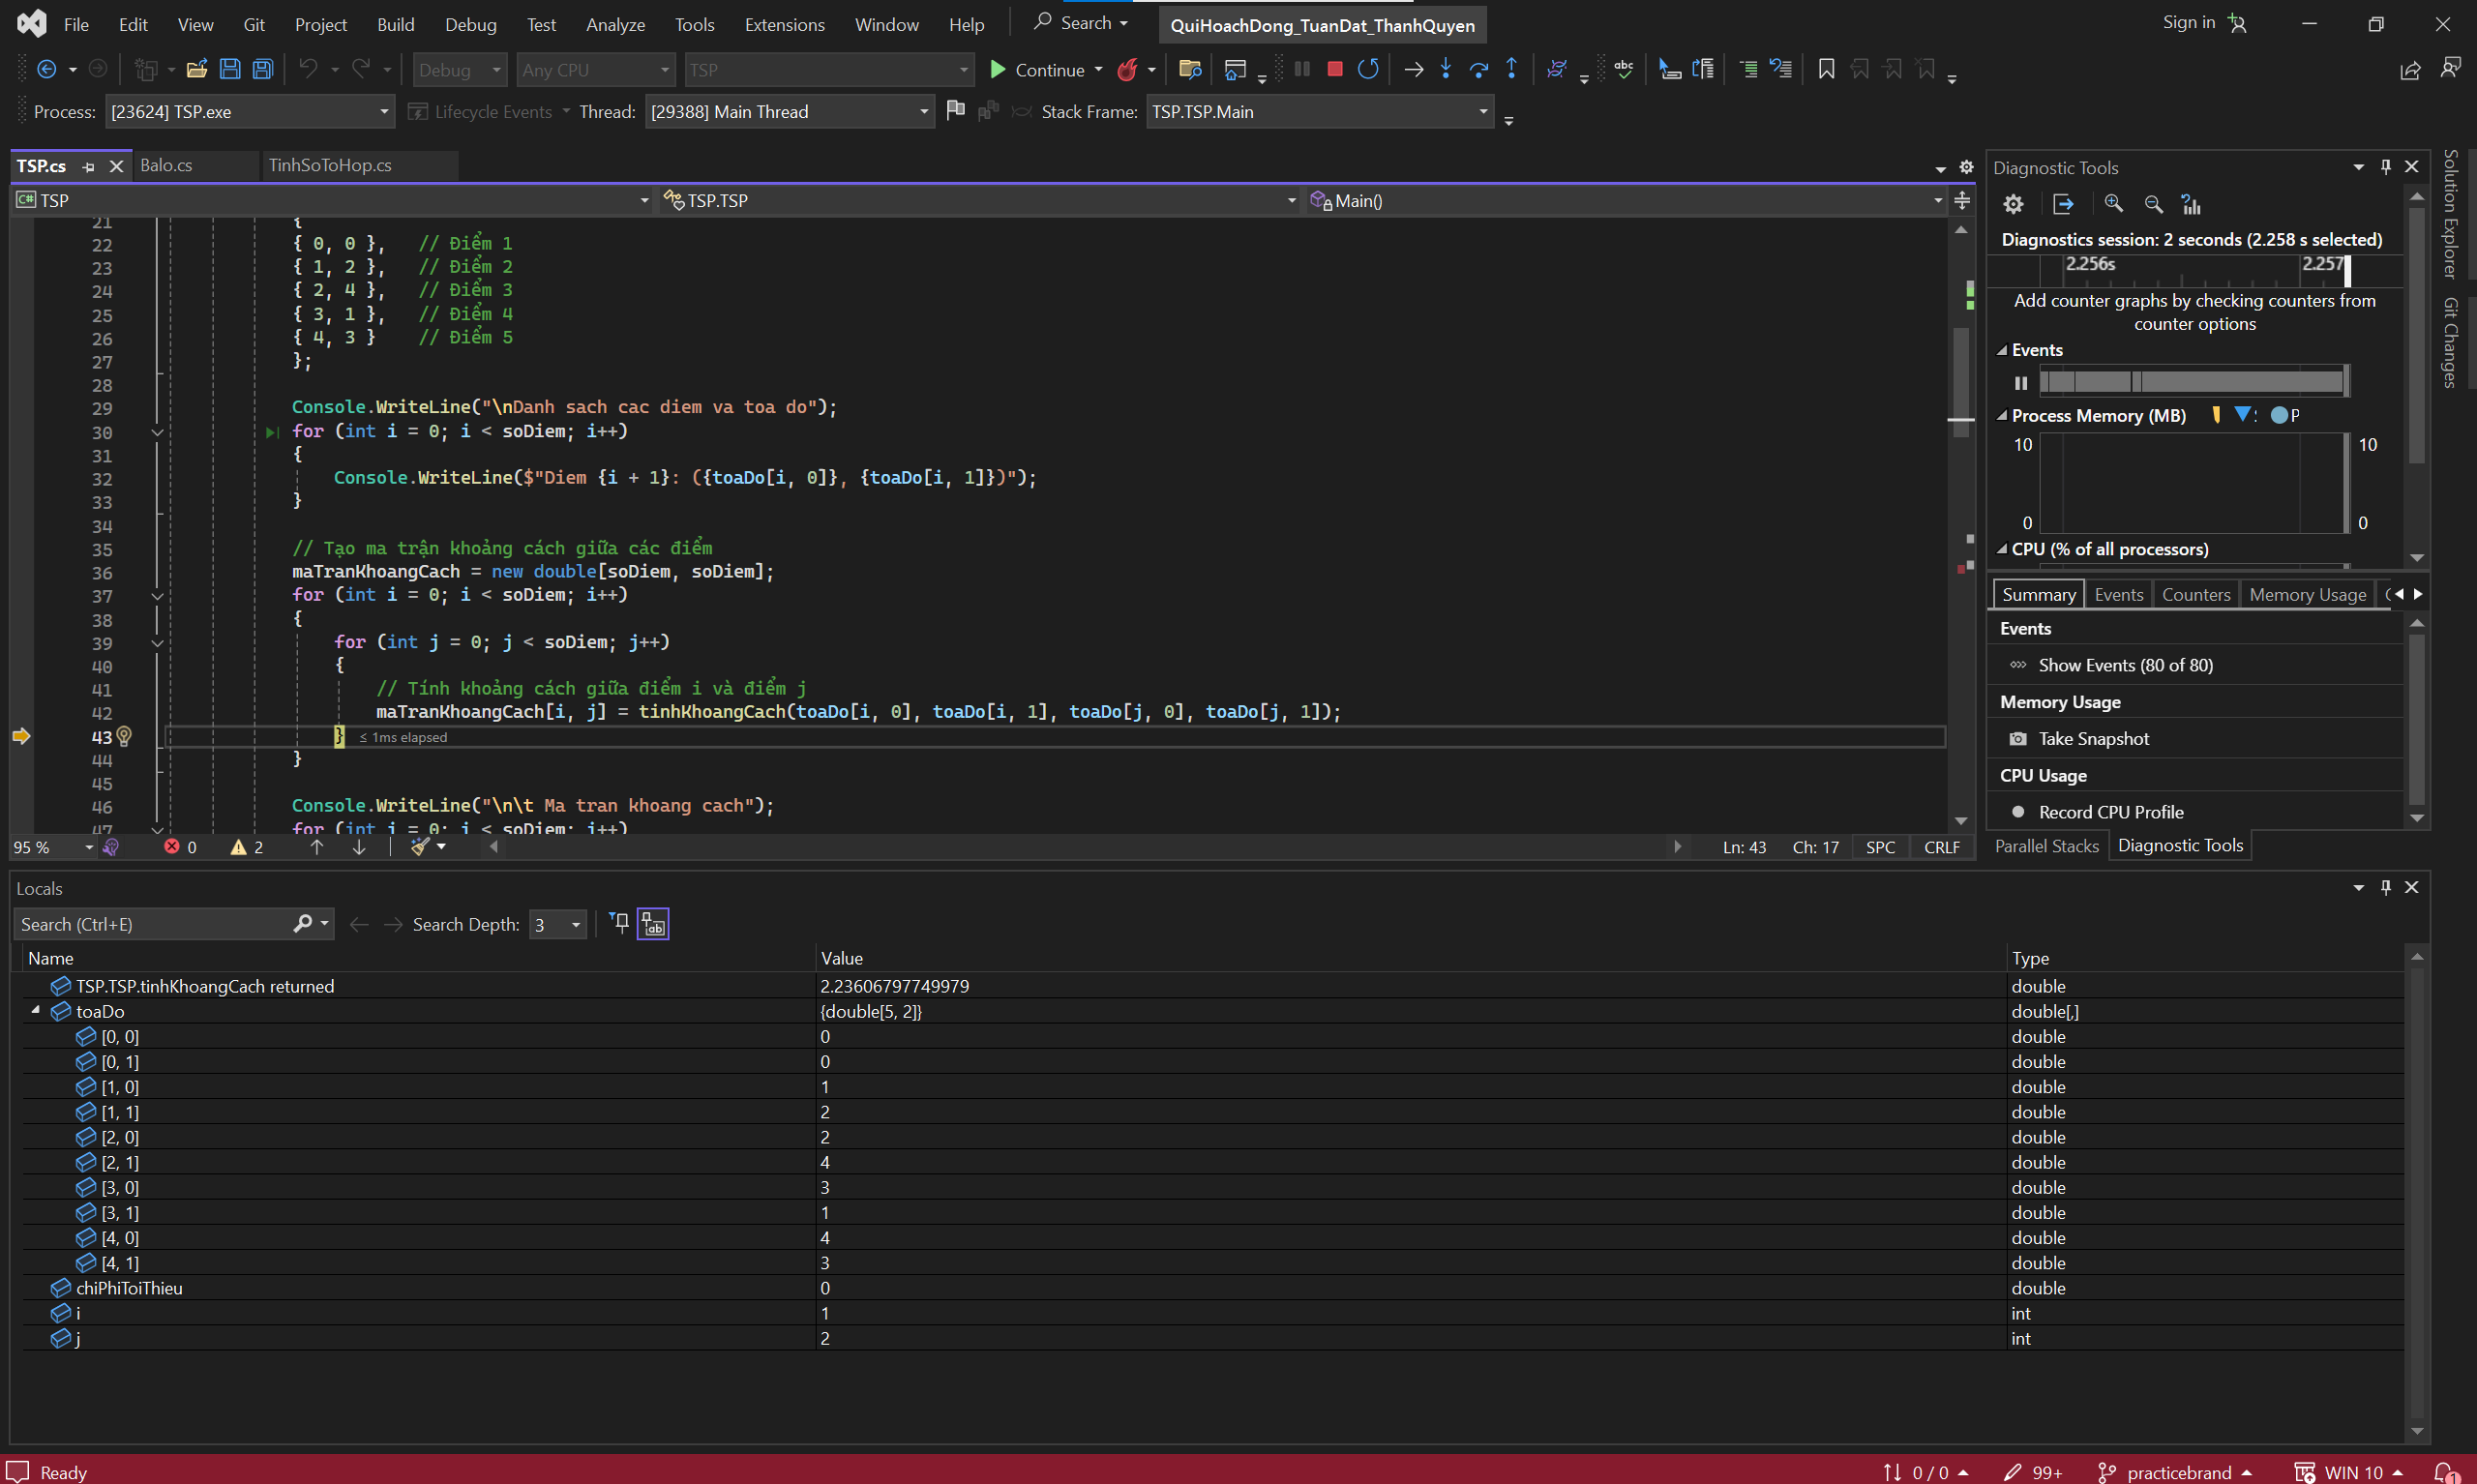 File Edit View Git Project Build Debug Test Analyze Tools Extensions Window Help Search QuiHoachDong_TuanDat_ThanhQuyen Sign in
Debug Any CPU TSP Continue
Process: [23624] TSP.exe Lifecycle Events Thread: [29388] Main Thread Stack Frame: TSP.TSP.Main
TSP.cs Balo.cs TinhSoToHop.cs
TSP TSP.TSP Main()
21 {
22 { 0, 0 }, // Điểm 1
23 { 1, 2 }, // Điểm 2
24 { 2, 4 }, // Điểm 3
25 { 3, 1 }, // Điểm 4
26 { 4, 3 } // Điểm 5
27 };
28
29 Console.WriteLine("\nDanh sach cac diem va toa do");
30 for (int i = 0; i < soDiem; i++)
31 {
32 Console.WriteLine($"Diem {i + 1}: ({toaDo[i, 0]}, {toaDo[i, 1]})");
33 }
34
35 // Tạo ma trận khoảng cách giữa các điểm
36 maTranKhoangCach = new double[soDiem, soDiem];
37 for (int i = 0; i < soDiem; i++)
38 {
39 for (int j = 0; j < soDiem; j++)
40 {
41 // Tính khoảng cách giữa điểm i và điểm j
42 maTranKhoangCach[i, j] = tinhKhoangCach(toaDo[i, 0], toaDo[i, 1], toaDo[j, 0], toaDo[j, 1]);
43 } ≤ 1ms elapsed
44 }
45
46 Console.WriteLine("\n\t Ma tran khoang cach");
47 for (int i = 0; i < soDiem; i++)
95 % 0 2 Ln: 43 Ch: 17 SPC CRLF
Diagnostic Tools
Diagnostics session: 2 seconds (2.258 s selected)
2.256s 2.257
Add counter graphs by checking counters from
counter options
Events
Process Memory (MB) P
10 10
0 0
CPU (% of all processors)
Summary Events Counters Memory Usage
Events
Show Events (80 of 80)
Memory Usage
Take Snapshot
CPU Usage
Record CPU Profile
Parallel Stacks Diagnostic Tools
Solution Explorer
Git Changes
Locals
Search (Ctrl+E) Search Depth: 3
Name Value Type
TSP.TSP.tinhKhoangCach returned 2.23606797749979 double
toaDo {double[5, 2]} double[,]
[0, 0] 0 double
[0, 1] 0 double
[1, 0] 1 double
[1, 1] 2 double
[2, 0] 2 double
[2, 1] 4 double
[3, 0] 3 double
[3, 1] 1 double
[4, 0] 4 double
[4, 1] 3 double
chiPhiToiThieu 0 double
i 1 int
j 2 int
Ready 0 / 0 99+ practicebrand WIN 10 1